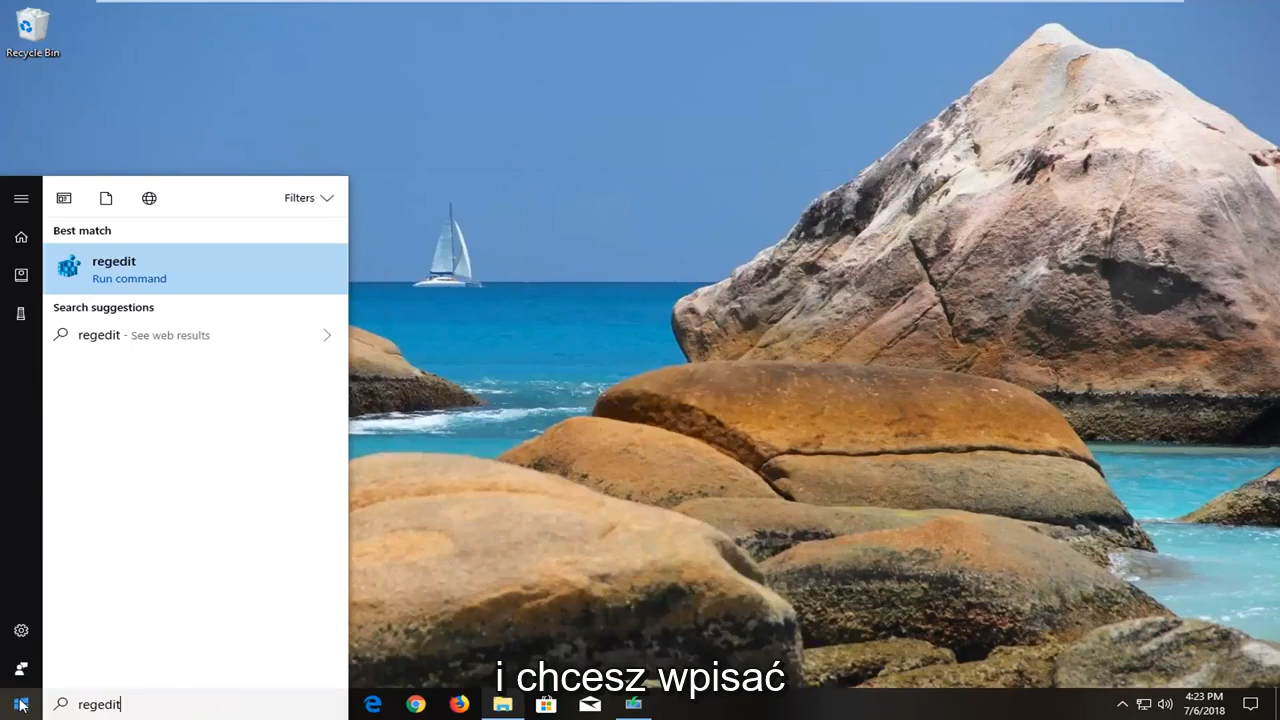 Recycle Bin
Filters
Best match
regedit
Run command
Search suggestions
regedit - See web results
i chcesz wpisać
regedit
4:23 PM
7/6/2018